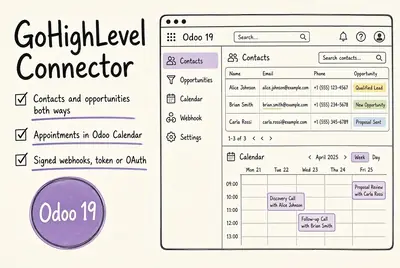 GoHighLevel
Connector
Contacts and opportunities
both ways
Appointments in Odoo Calendar
Signed webhooks, token or OAuth
Odoo 19
Odoo 19
Search...
Contacts
Opportunities
Calendar
Webhook
Settings
Contacts
Search contacts...
Name Email Phone Opportunity
Alice Johnson alice.johnson@example.com +1 (555) 123-4567 Qualified Lead
Brian Smith brian.smith@example.com +1 (555) 234-5678 New Opportunity
Carla Rossi carla.rossi@example.com +1 (555) 345-6789 Proposal Sent
1-3 of 3 < >
Calendar
< April 2025 > Week Day
Mon 21 Tue 22 Wed 23 Thu 24 Fri 25
09:00
10:00
11:00
12:00
13:00
Proposal Review
with Carla Rossi
Discovery Call
with Alice Johnson
Follow-up Call
with Brian Smith